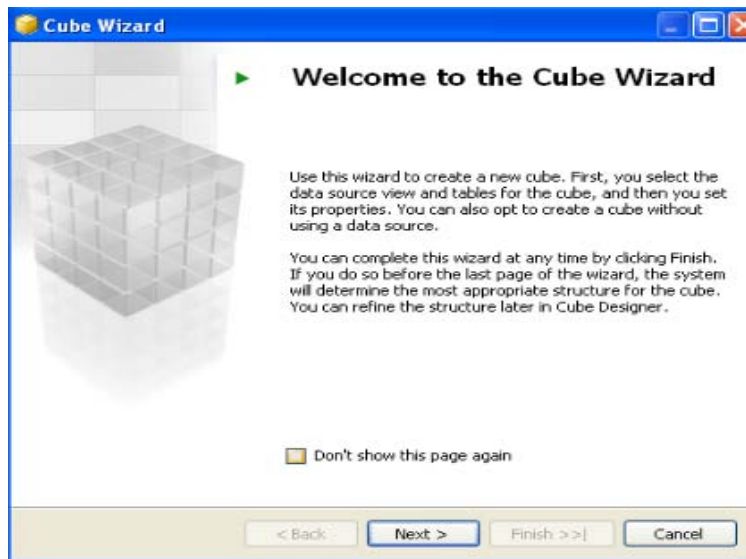 Cube Wizard
Welcome to the Cube Wizard
Use this wizard to create a new cube. First, you select the
data source view and tables for the cube, and then you set
its properties. You can also opt to create a cube without
using a data source.
You can complete this wizard at any time by clicking Finish.
If you do so before the last page of the wizard, the system
will determine the most appropriate structure for the cube.
You can refine the structure later in Cube Designer.
Don't show this page again
< Back Next > Finish >>| Cancel